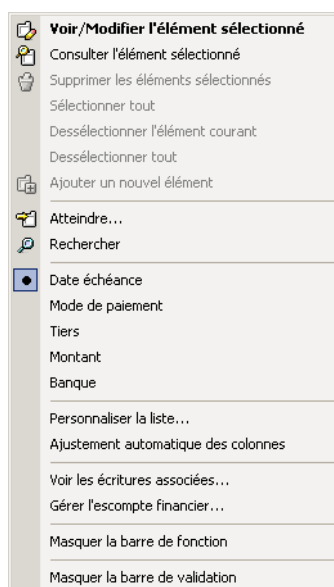 Voir/Modifier l'élément sélectionné
Consulter l'élément sélectionné
Supprimer les éléments sélectionnés
Sélectionner tout
Dessélectionner l'élément courant
Dessélectionner tout
Ajouter un nouvel élément
Atteindre...
Rechercher
Date échéance
Mode de paiement
Tiers
Montant
Banque
Personnaliser la liste...
Ajustement automatique des colonnes
Voir les écritures associées...
Gérer l'escompte financier...
Masquer la barre de fonction
Masquer la barre de validation